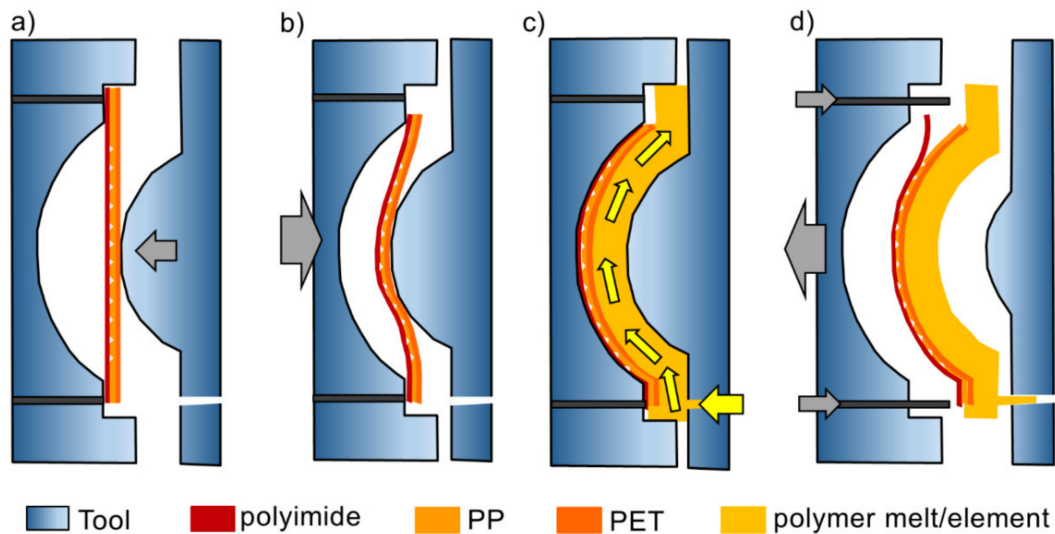 a) b) c) d)
Tool polyimide PP PET polymer melt/element